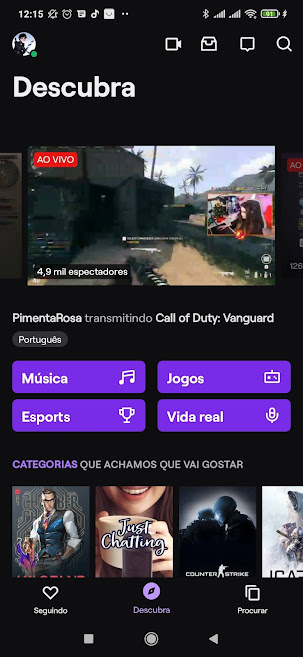 12:15
91
Descubra
AO VIVO
AO
4,9 mil espectadores
126
PimentaRosa transmitindo Call of Duty: Vanguard
Português
Música
Jogos
Esports
Vida real
CATEGORIAS QUE ACHAMOS QUE VAI GOSTAR
Just
Chatting
COUNTER STRIKE
Seguindo
Descubra
Procurar